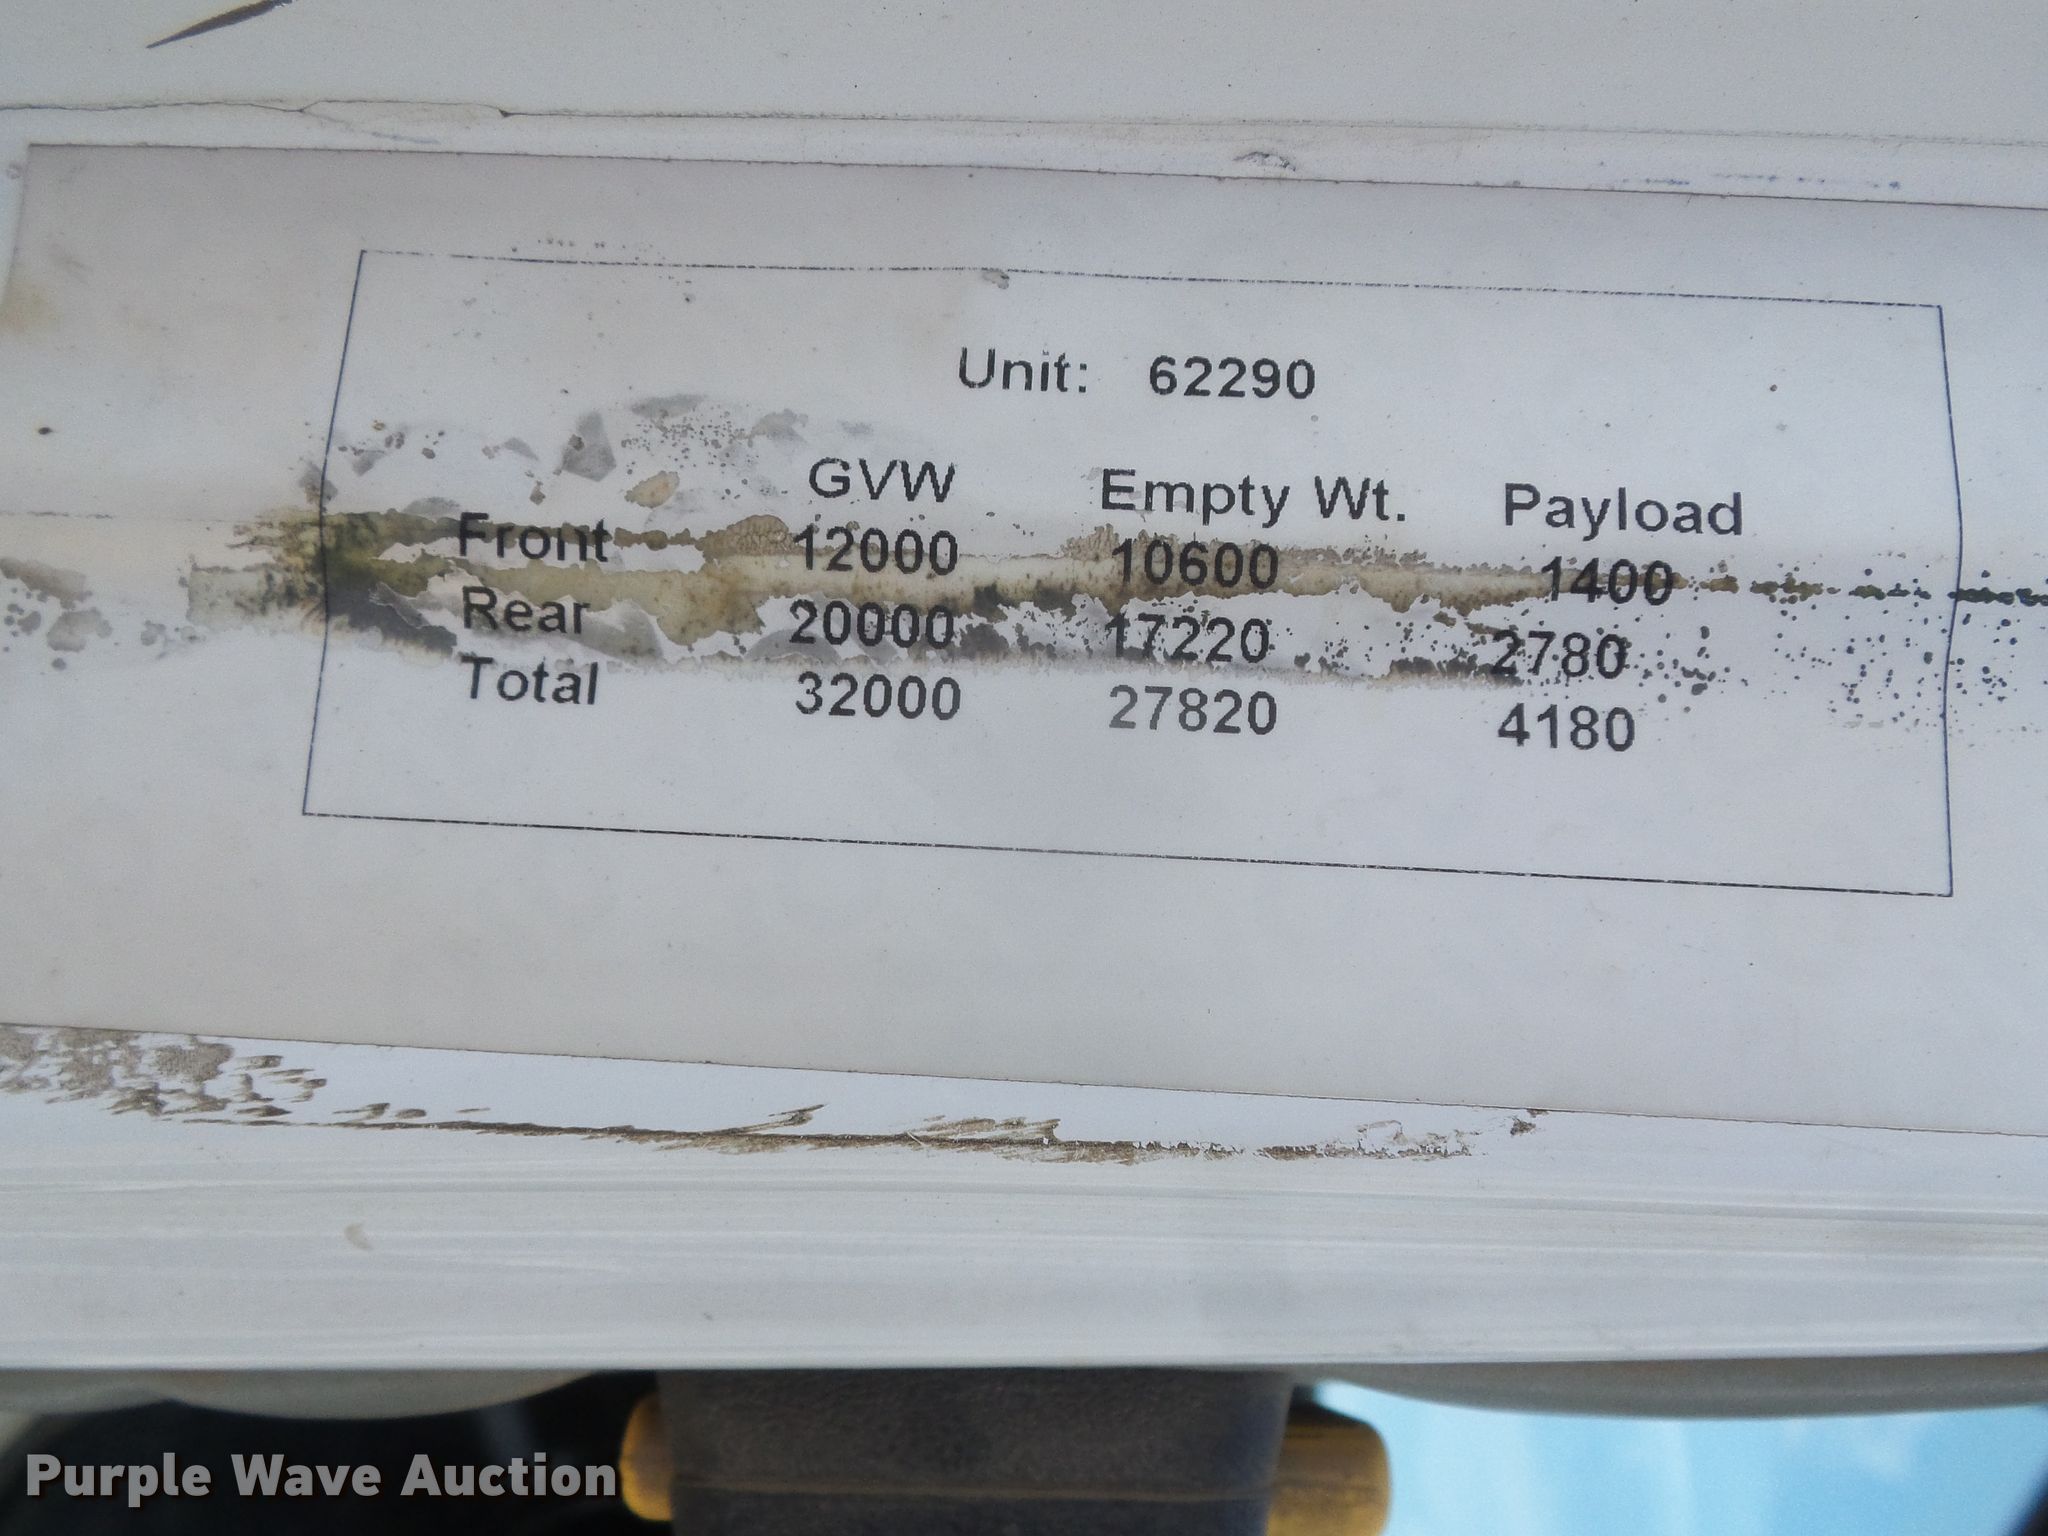 Unit: 62290
GVW Empty Wt. Payload
Front 12000 10600 1400
Rear 20000 17220 2780
Total 32000 27820 4180
Purple Wave Auction